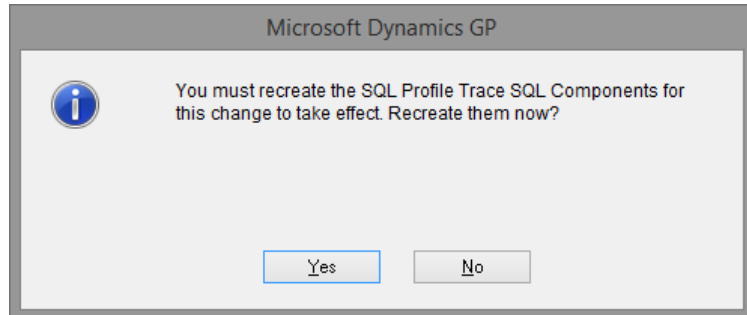 Microsoft Dynamics GP
You must recreate the SQL Profile Trace SQL Components for
this change to take effect. Recreate them now?
Yes
No